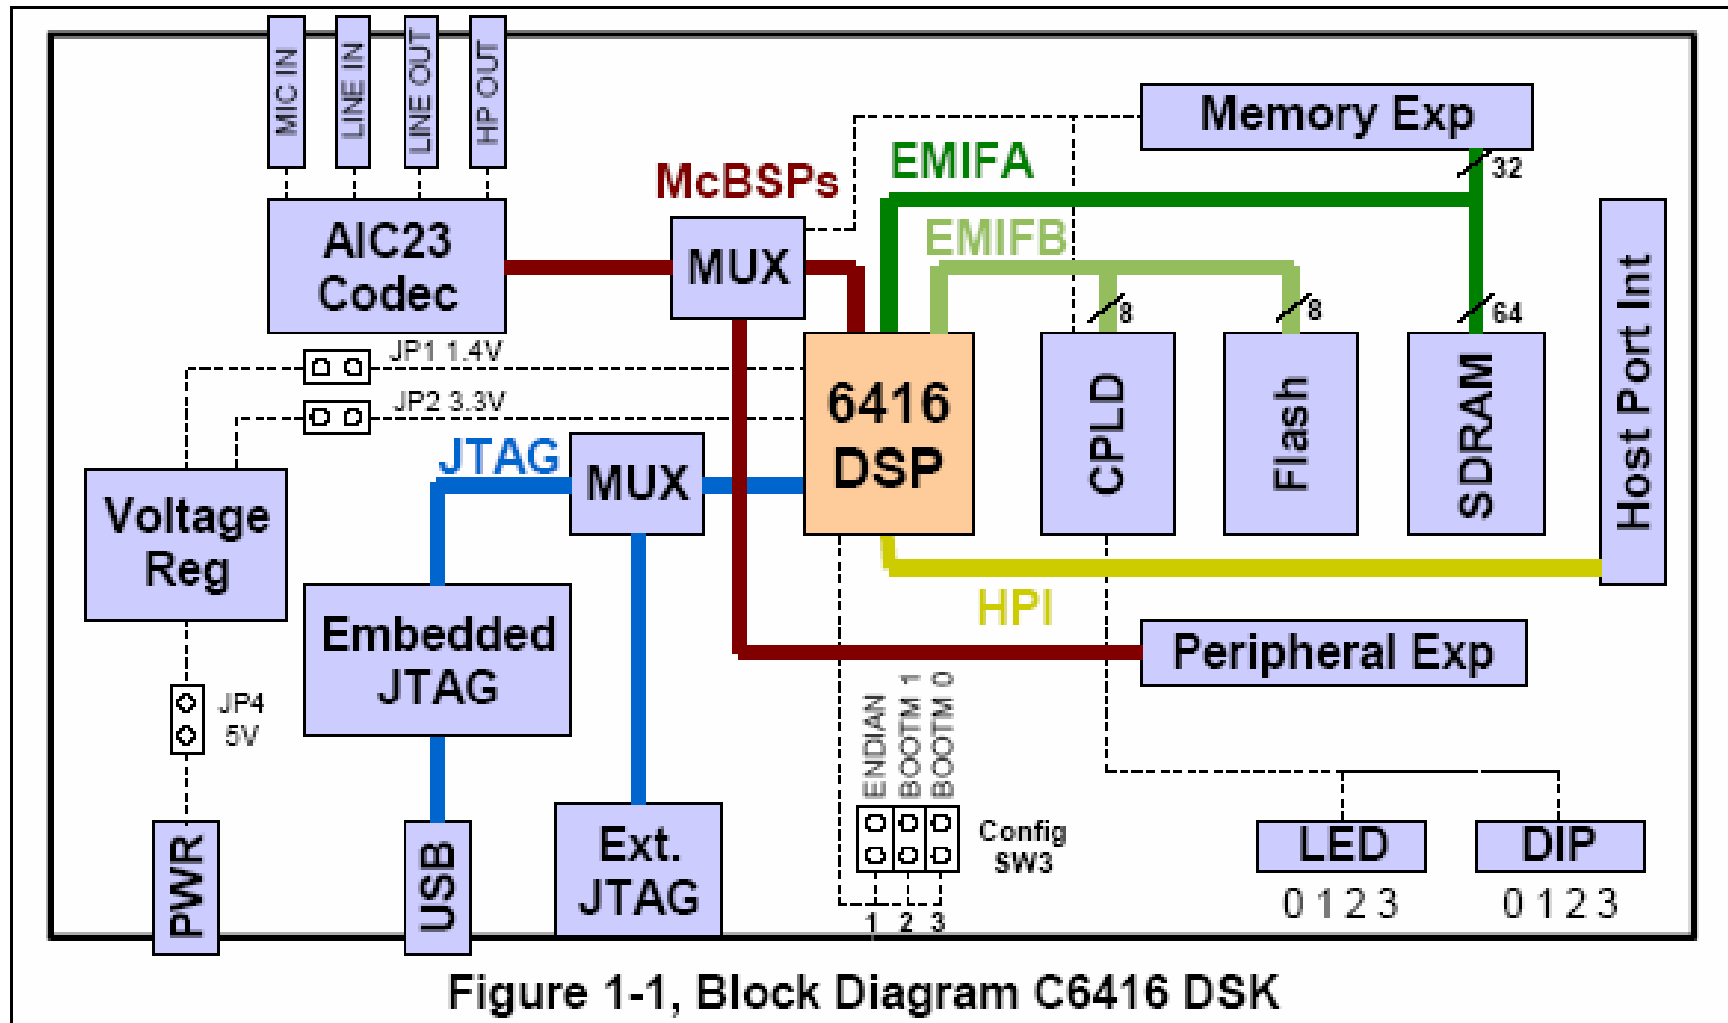 MIC IN
LINE IN
LINE OUT
HP OUT
Memory Exp
32
EMIFA
McBSPs
AIC23
Codec
MUX
EMIFB
8
8
64
Host Port Int
JP1 1.4V
JP2 3.3V
6416
DSP
CPLD
Flash
SDRAM
JTAG
MUX
Voltage
Reg
HPI
Embedded
JTAG
Peripheral Exp
JP4
5V
ENDIAN
BOOTM 1
BOOTM 0
Config
SW3
PWR
USB
Ext.
JTAG
LED
DIP
1 2 3
0 1 2 3
0 1 2 3
Figure 1-1, Block Diagram C6416 DSK